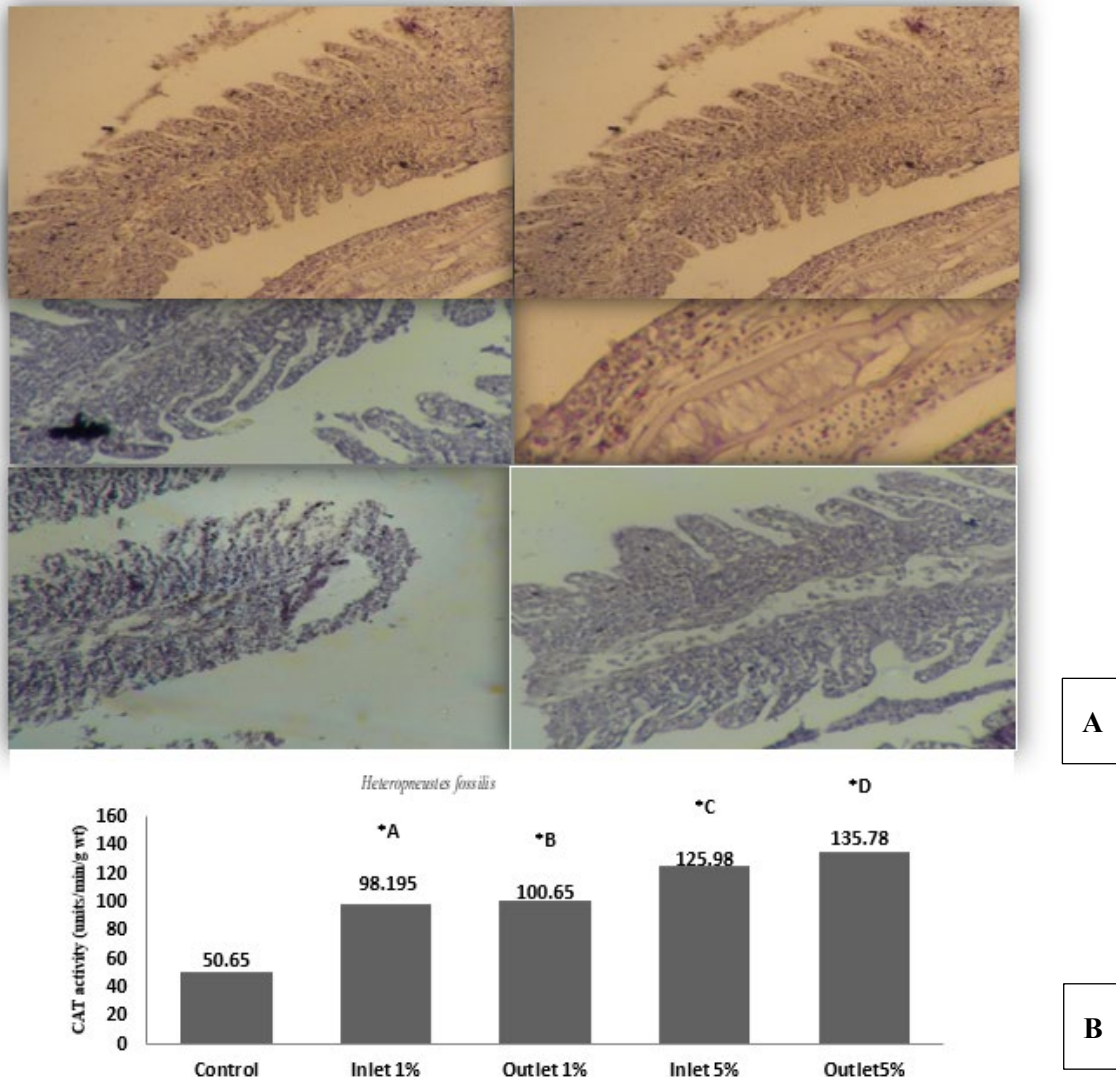 A
Heteropneustes fossilis
CAT activity (units/min/g wt)
160
140
120
100
80
60
40
20
0
50.65
*A
98.195
*B
100.65
*C
125.98
*D
135.78
Control
Inlet 1%
Outlet 1%
Inlet 5%
Outlet5%
B